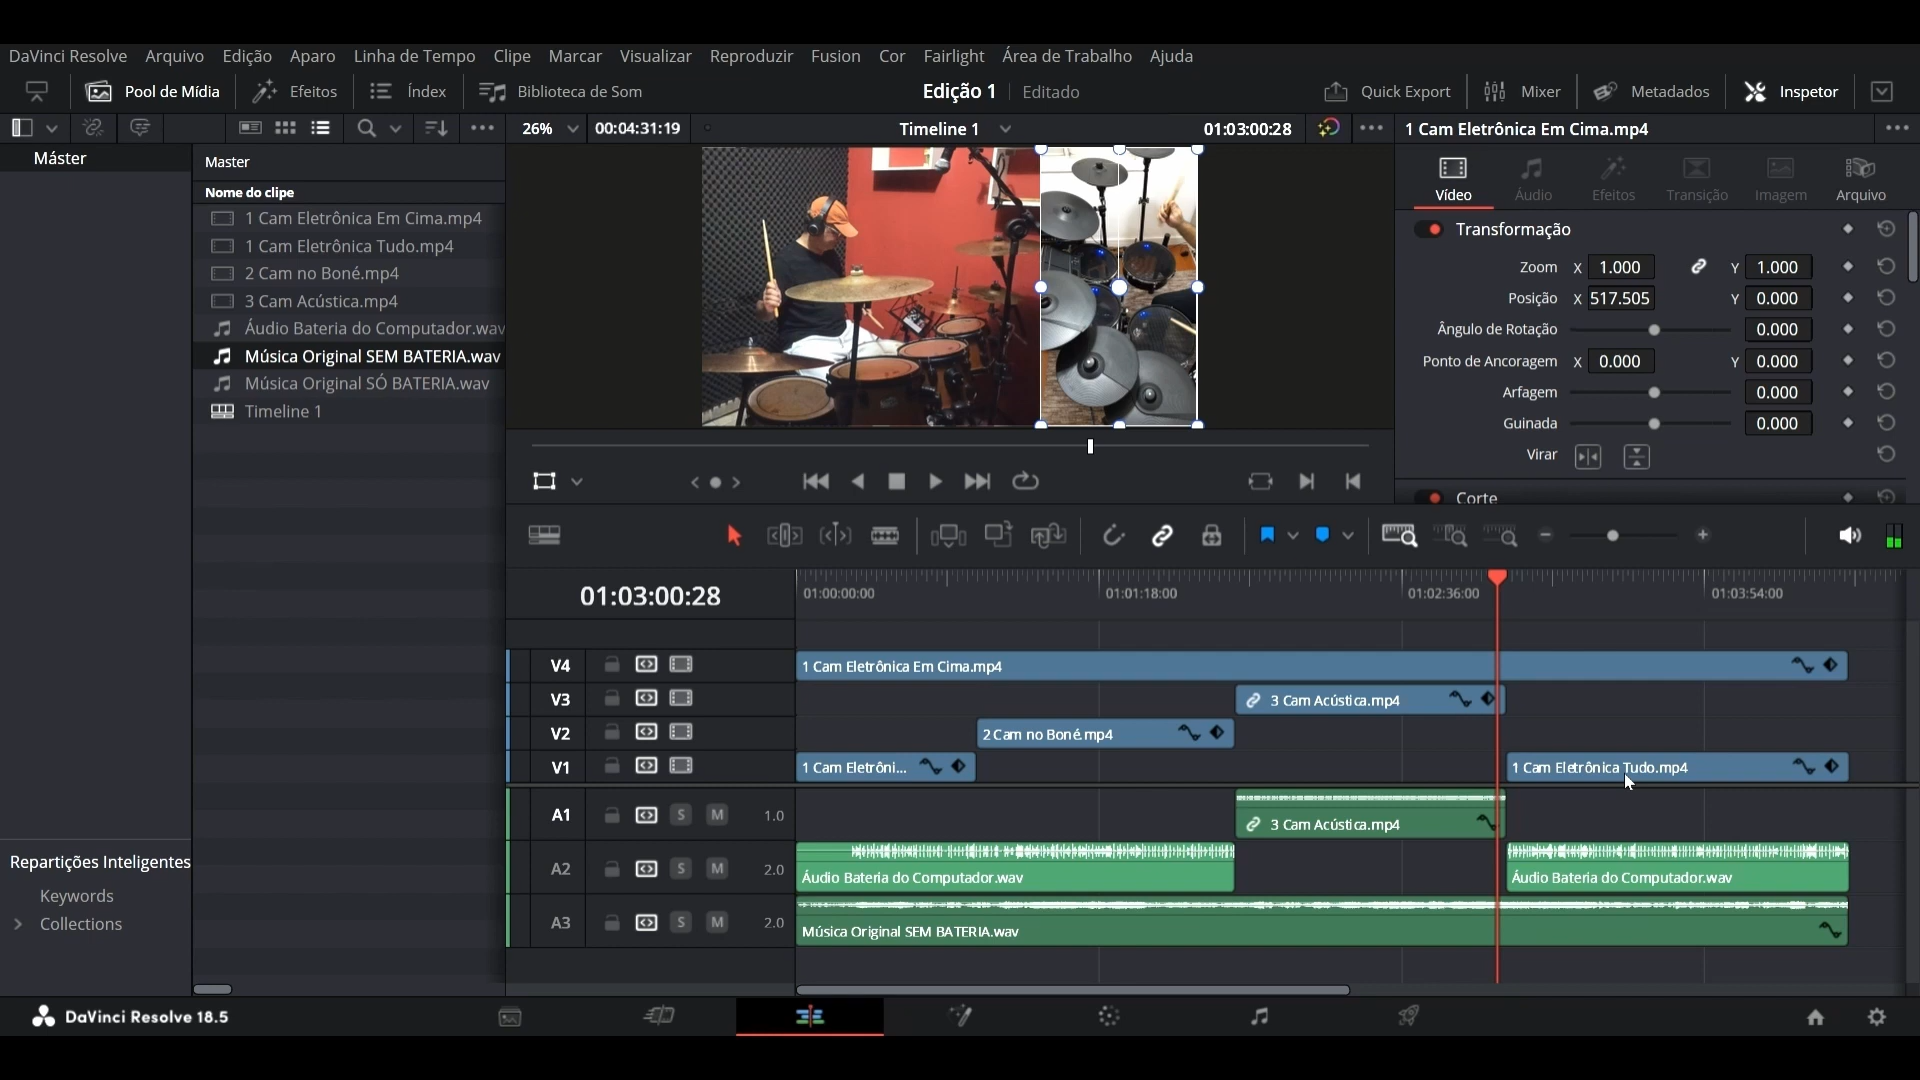 DaVinci Resolve Arquivo Edição Aparo Linha de Tempo Clipe Marcar Visualizar Reproduzir Fusion Cor Fairlight Área de Trabalho Ajuda
Pool de Mídia Efeitos Índex Biblioteca de Som Edição 1 Editado Quick Export Mixer Metadados Inspetor
26% 00:04:31:19 Timeline 1 01:03:00:28 1 Cam Eletrônica Em Cima.mp4
Máster
Master
Nome do clipe
1 Cam Eletrônica Em Cima.mp4
1 Cam Eletrônica Tudo.mp4
2 Cam no Boné.mp4
3 Cam Acústica.mp4
Áudio Bateria do Computador.wav
Música Original SEM BATERIA.wav
Música Original SÓ BATERIA.wav
Timeline 1
Vídeo Áudio Efeitos Transição Imagem Arquivo
Transformação
Zoom X 1.000 Y 1.000
Posição X 517.505 Y 0.000
Ângulo de Rotação 0.000
Ponto de Ancoragem X 0.000 Y 0.000
Arfagem 0.000
Guinada 0.000
Virar
Corte
01:03:00:28
01:00:00:00 01:01:18:00 01:02:36:00 01:03:54:00
V4 1 Cam Eletrônica Em Cima.mp4
V3 3 Cam Acústica.mp4
V2 2 Cam no Boné.mp4
V1 1 Cam Eletrôni... 1 Cam Eletrônica Tudo.mp4
A1 S M 1.0 3 Cam Acústica.mp4
A2 S M 2.0 Áudio Bateria do Computador.wav Áudio Bateria do Computador.wav
A3 S M 2.0 Música Original SEM BATERIA.wav
Repartições Inteligentes
Keywords
Collections
DaVinci Resolve 18.5